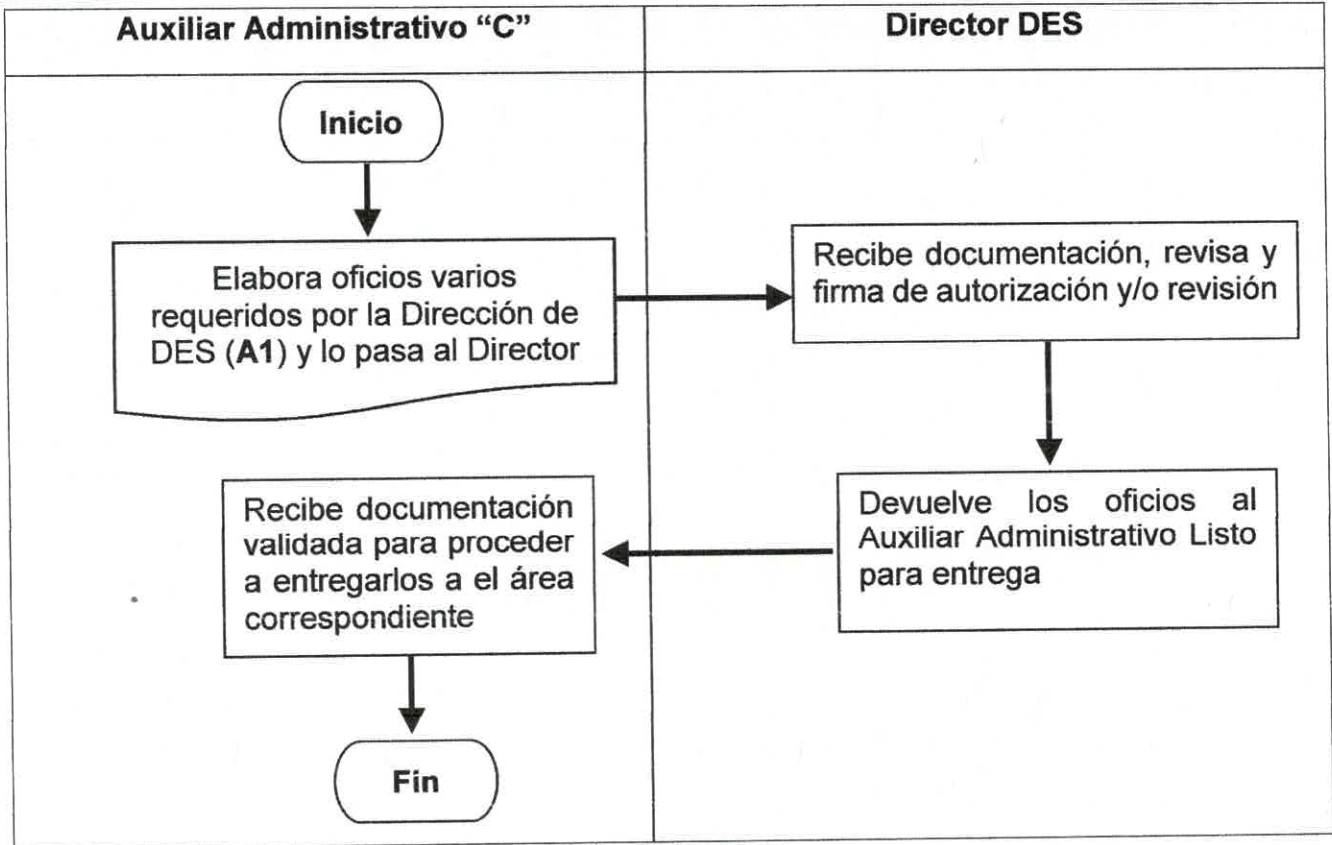 Auxiliar Administrativo “C”
Director DES
Inicio
Elabora oficios varios
requeridos por la Dirección de
DES (A1) y lo pasa al Director
Recibe documentación, revisa y
firma de autorización y/o revisión
Devuelve los oficios al
Auxiliar Administrativo Listo
para entrega
Recibe documentación
validada para proceder
a entregarlos a el área
correspondiente
Fin